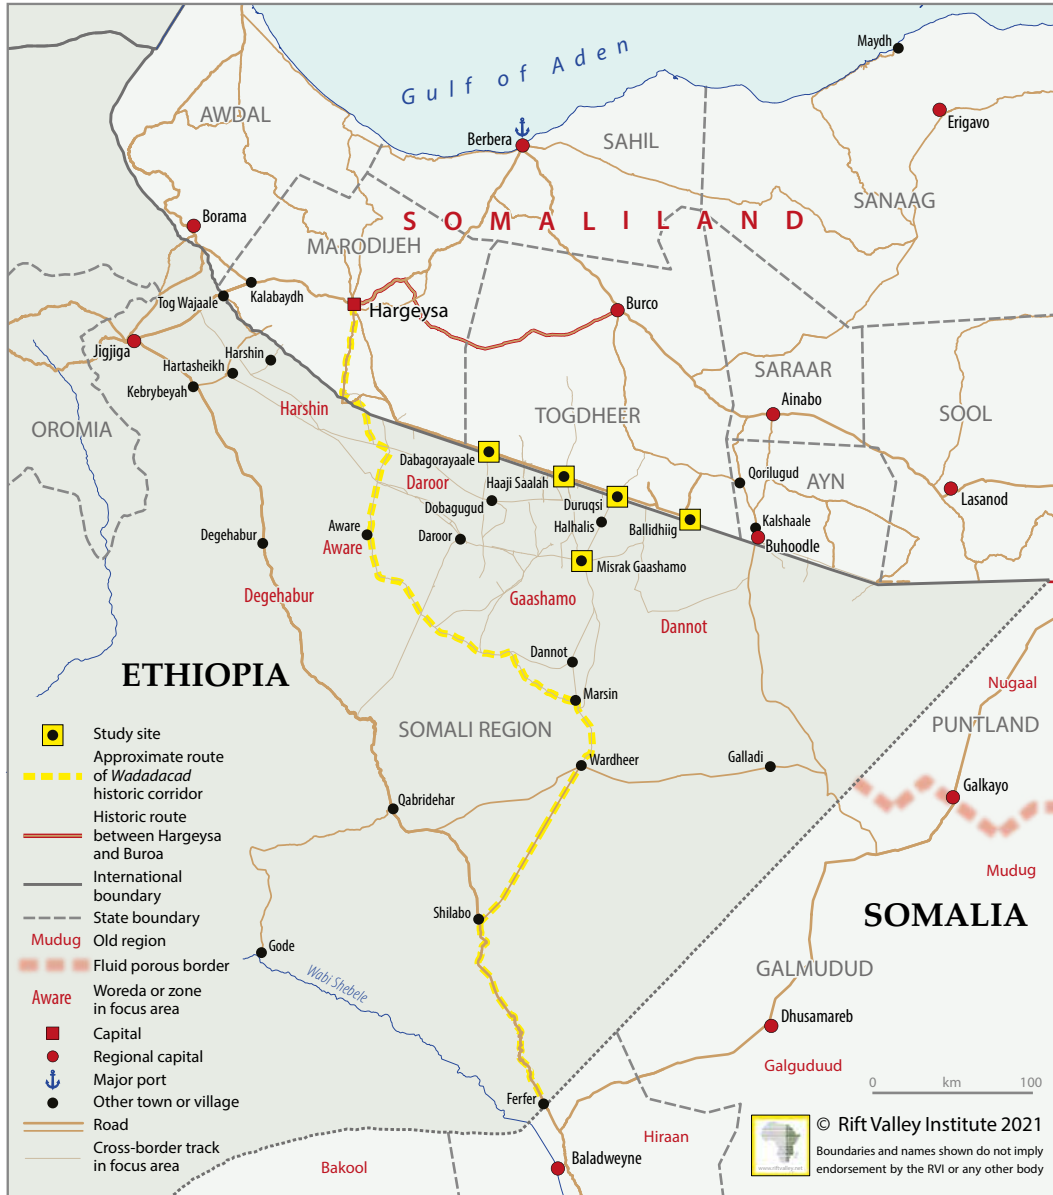 Maydh
Gulf of Aden
AWDAL
Erigavo
Berbera
SAHIL
SANAAG
Borama
SOMALILAND
MARODIJEH
Kalabaydh
Tog Wajaale
Hargeysa
Burco
Jigjiga
Harshin
Hartasheikh
Kebrybeyah
SARAAR
Ainabo
Harshin
TOGDHEER
SOOL
OROMIA
Dabagorayaale
Daroor
Haaji Saalah
Qorilugud
AYN
Lasanod
Dobagugud
Duruqsi
Halhalis
Ballidhiig
Kalshaale
Aware
Aware
Daroor
Buhoodle
Degehabur
Misrak Gaashamo
Degehabur
Gaashamo
Dannot
Dannot
ETHIOPIA
Marsin
Nugaal
SOMALI REGION
PUNTLAND
Wardheer
Galladi
Qabridehar
Galkayo
Mudug
Shilabo
SOMALIA
Gode
Wabi Shebele
GALMUDUD
Dhusamareb
Galguduud
Ferfer
Hiraan
Bakool
Baladweyne
Study site
Approximate route
of Wadadacad
historic corridor
Historic route
between Hargeysa
and Buroa
International
boundary
State boundary
Mudug Old region
Fluid porous border
Aware Woreda or zone
in focus area
Capital
Regional capital
Major port
Other town or village
Road
Cross-border track
in focus area
0 km 100
© Rift Valley Institute 2021
Boundaries and names shown do not imply
endorsement by the RVI or any other body
www.riftvalley.net